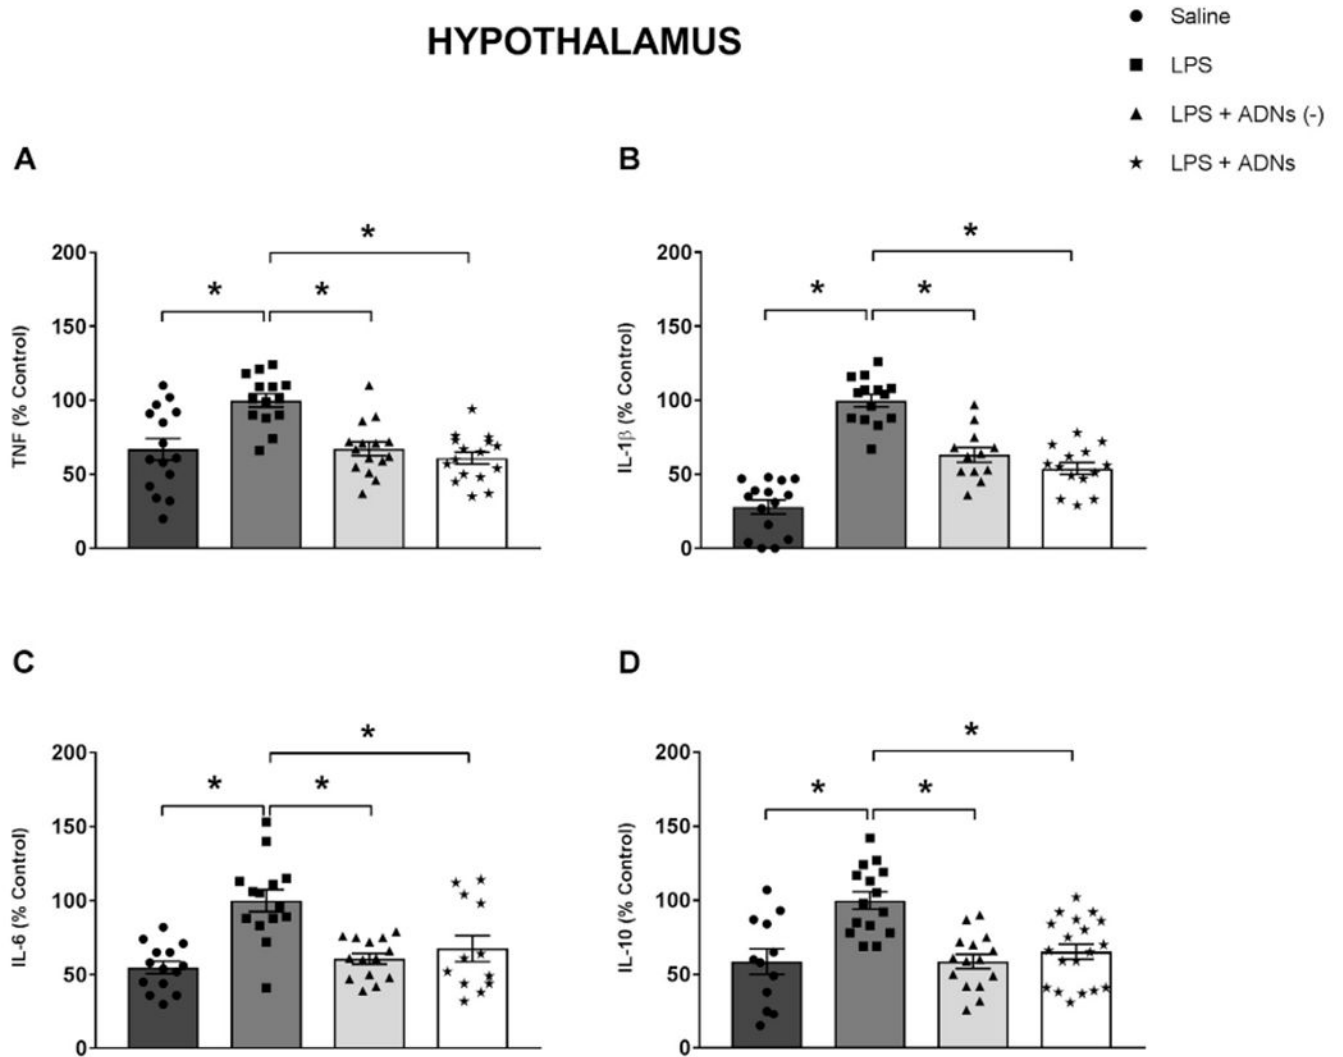 HYPOTHALAMUS
Saline
LPS
LPS + ADNs (-)
LPS + ADNs
A
TNF (% Control)
200
150
100
50
0
*
*
*
B
IL-1β (% Control)
200
150
100
50
0
*
*
*
C
IL-6 (% Control)
200
150
100
50
0
*
*
*
D
IL-10 (% Control)
200
150
100
50
0
*
*
*